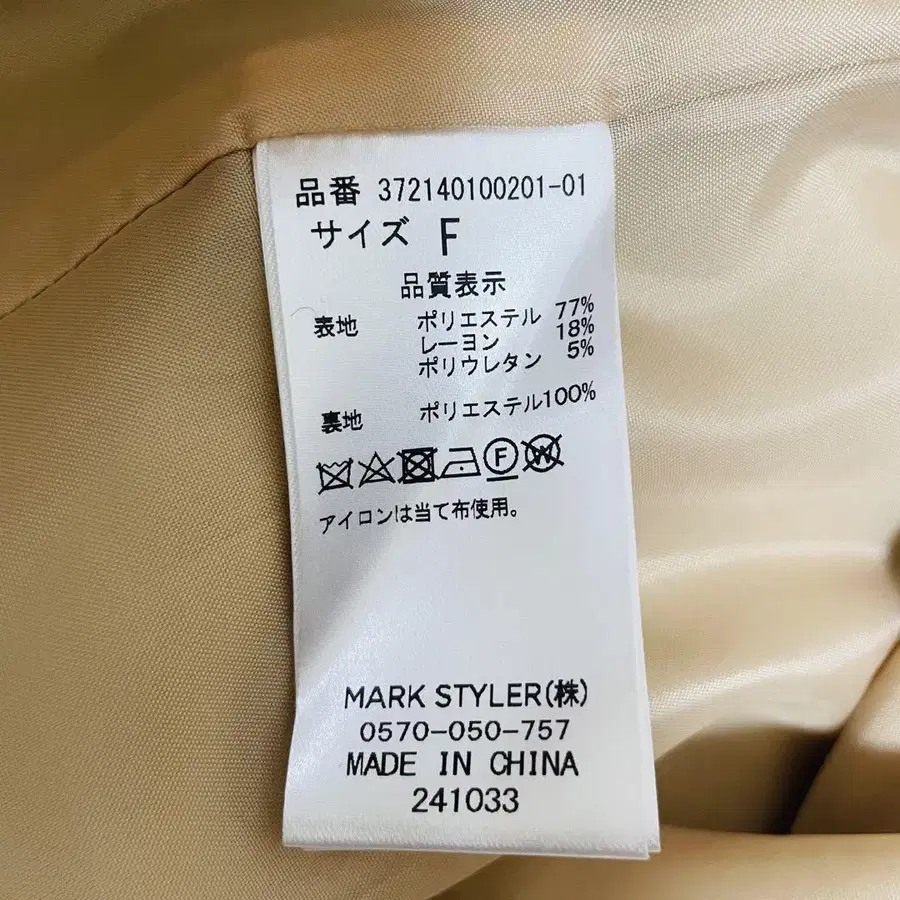 品番 372140100201-01
サイズ F
品質表示
表地 ポリエステル 77%
レーヨン 18%
ポリウレタン 5%
裏地 ポリエステル100%
F W
アイロンは当て布使用。
MARK STYLER(株)
0570-050-757
MADE IN CHINA
241033